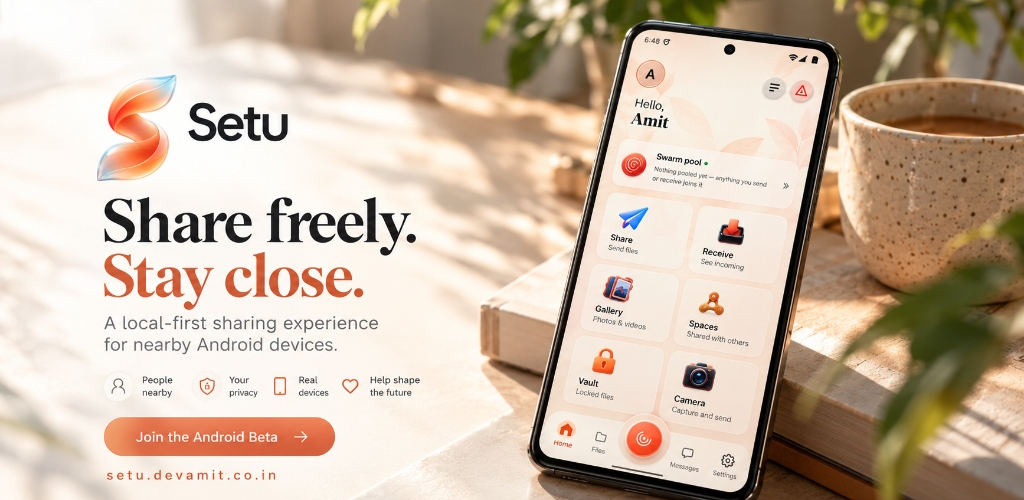 Setu
Share freely.
Stay close.
A local-first sharing experience
for nearby Android devices.
People
nearby
Your
privacy
Real
devices
Help shape
the future
Join the Android Beta →
setu.devamit.co.in
6:48
A
Hello,
Amit
Swarm pool
Nothing pooled yet — anything you send
or receive joins it
Share
Send files
Receive
See incoming
Gallery
Photos & videos
Spaces
Shared with others
Vault
Locked files
Camera
Capture and send
Home
Files
Messages
Settings